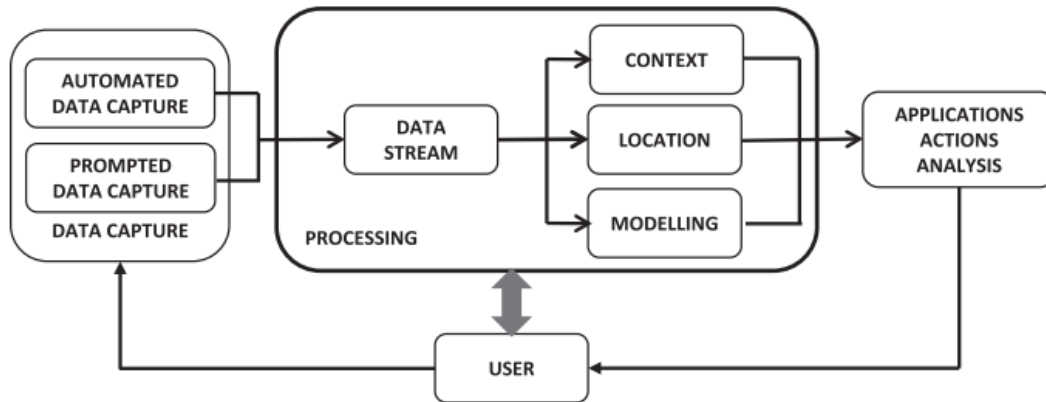 AUTOMATED
DATA CAPTURE
PROMPTED
DATA CAPTURE
DATA CAPTURE
DATA
STREAM
PROCESSING
CONTEXT
LOCATION
MODELLING
APPLICATIONS
ACTIONS
ANALYSIS
USER